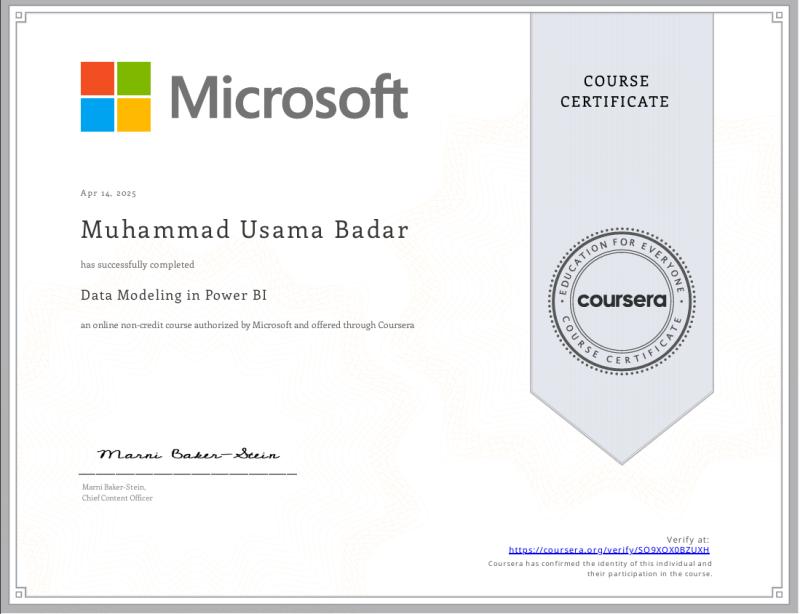 Microsoft
COURSE
CERTIFICATE
Apr 14, 2025
Muhammad Usama Badar
has successfully completed
Data Modeling in Power BI
an online non-credit course authorized by Microsoft and offered through Coursera
EDUCATION FOR EVERYONE
coursera
COURSE CERTIFICATE
Marni Baker-Stein
Marni Baker-Stein,
Chief Content Officer
Verify at:
https://coursera.org/verify/SO9XOX0BZUXH
Coursera has confirmed the identity of this individual and
their participation in the course.